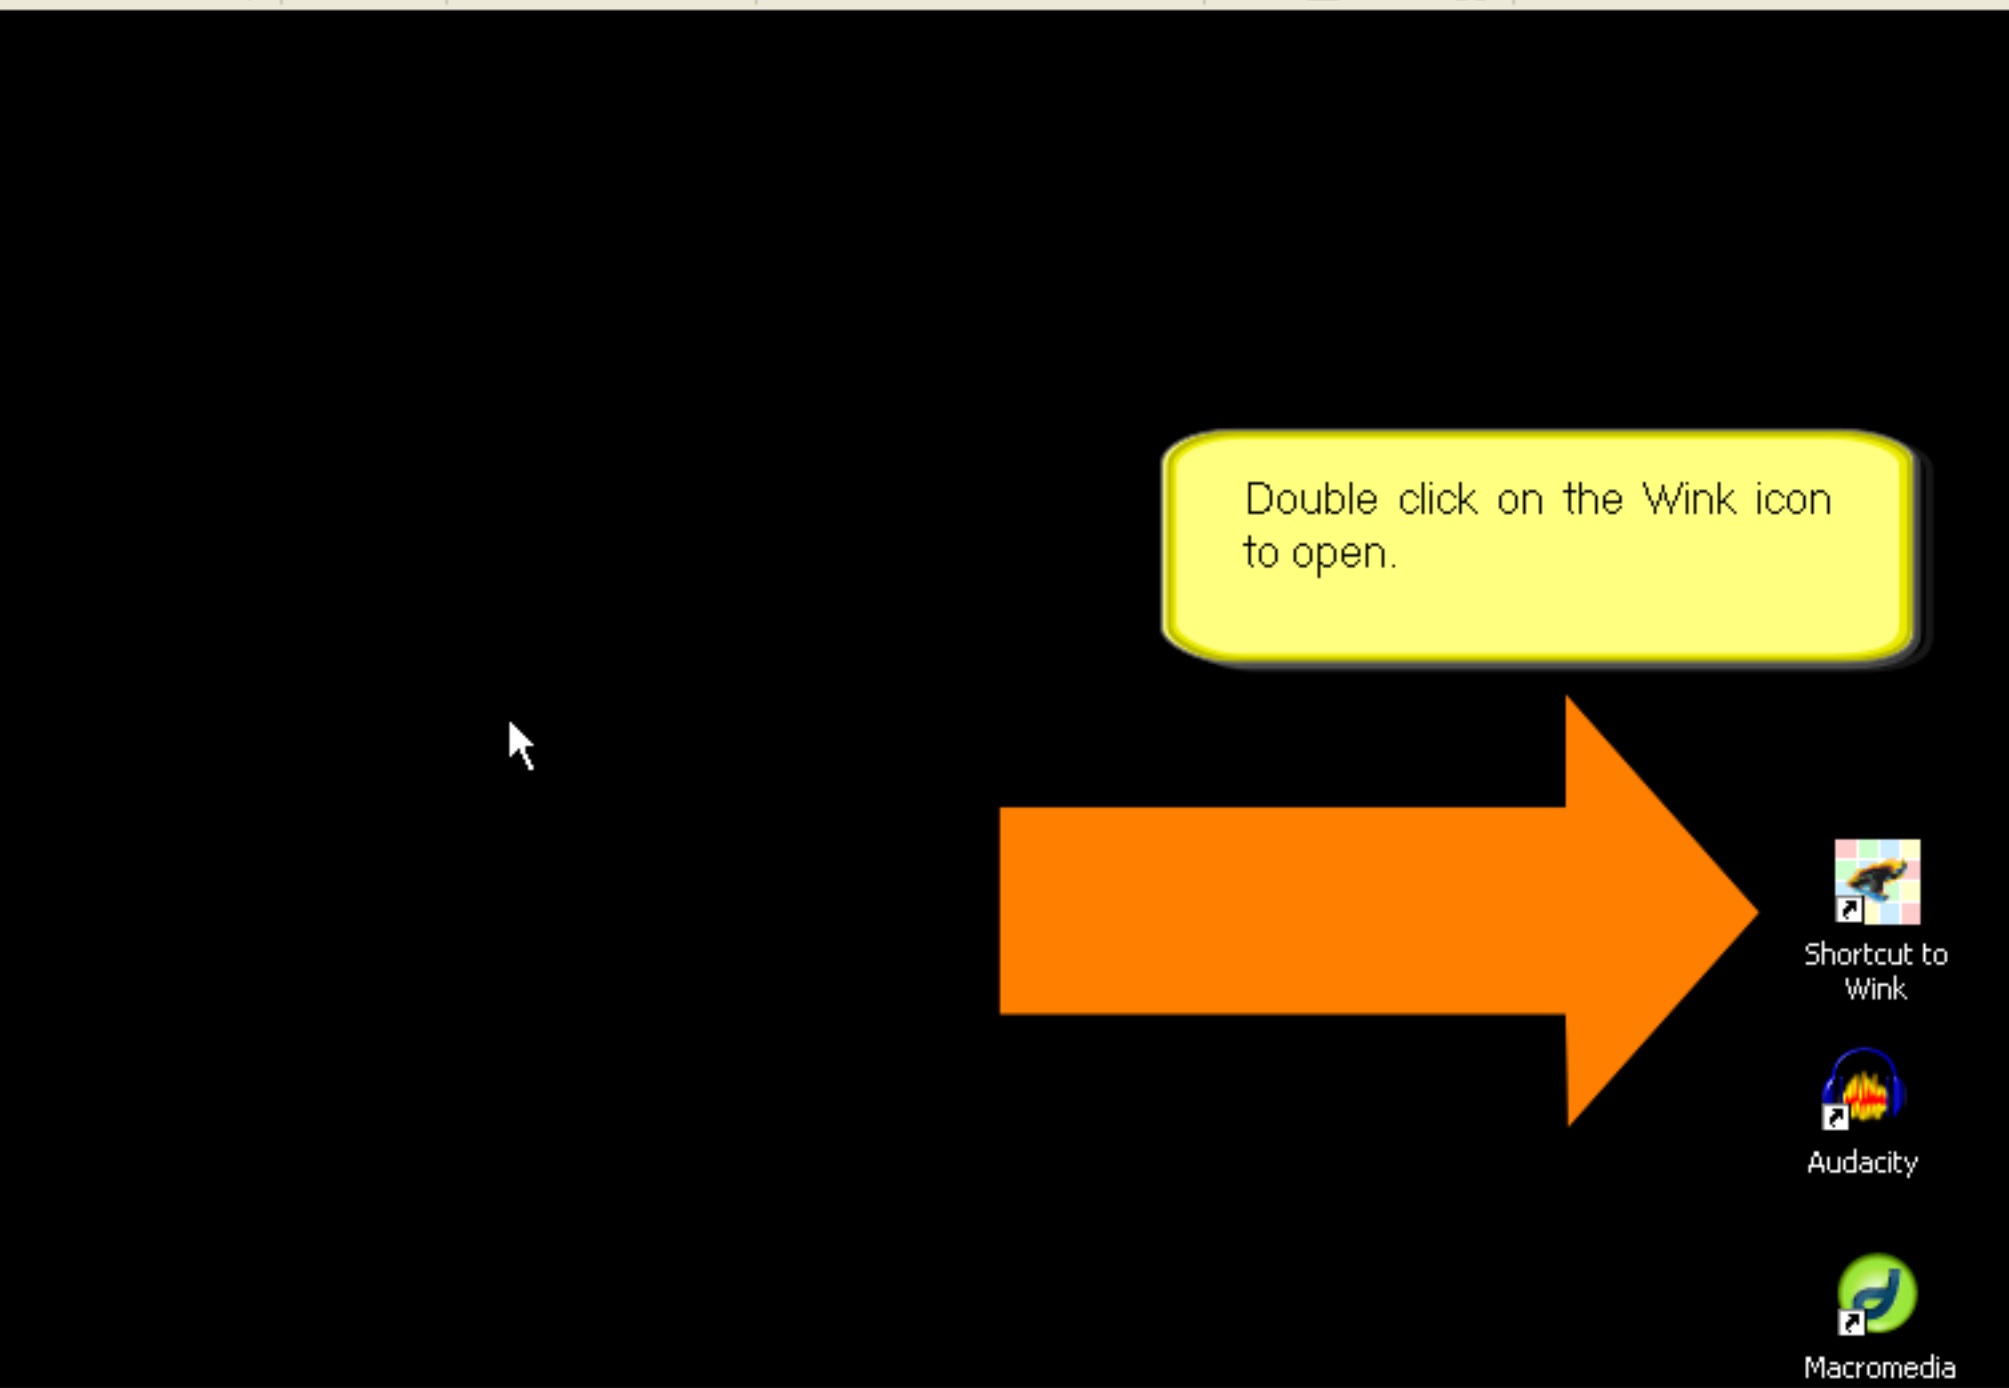 Double click on the Wink icon
to open.
Shortcut to
Wink
Audacity
Macromedia